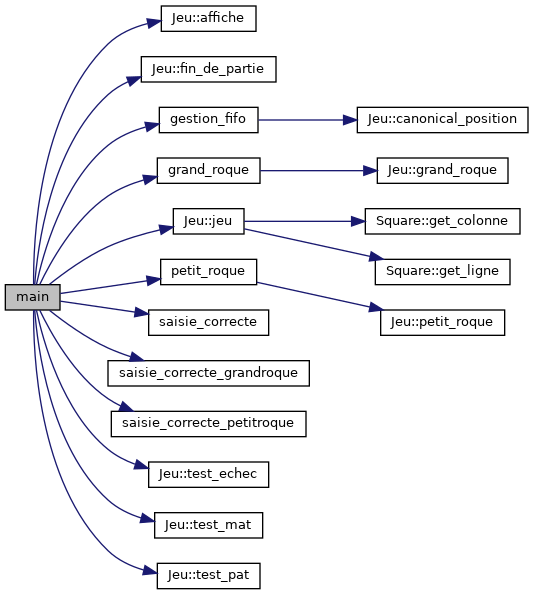 Jeu::affiche
Jeu::fin_de_partie
gestion_fifo
Jeu::canonical_position
grand_roque
Jeu::grand_roque
Jeu::jeu
Square::get_colonne
Square::get_ligne
main
petit_roque
Jeu::petit_roque
saisie_correcte
saisie_correcte_grandroque
saisie_correcte_petitroque
Jeu::test_echec
Jeu::test_mat
Jeu::test_pat